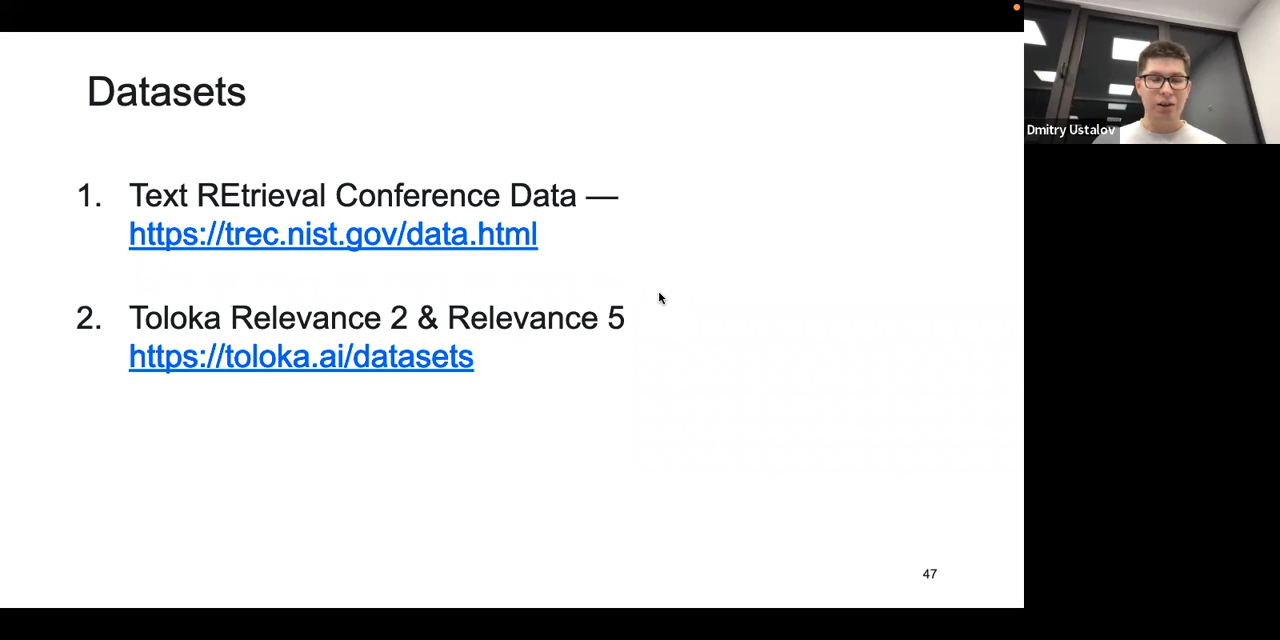 Datasets
1. Text REtrieval Conference Data —
https://trec.nist.gov/data.html
2. Toloka Relevance 2 & Relevance 5
https://toloka.ai/datasets
47
Dmitry Ustalov